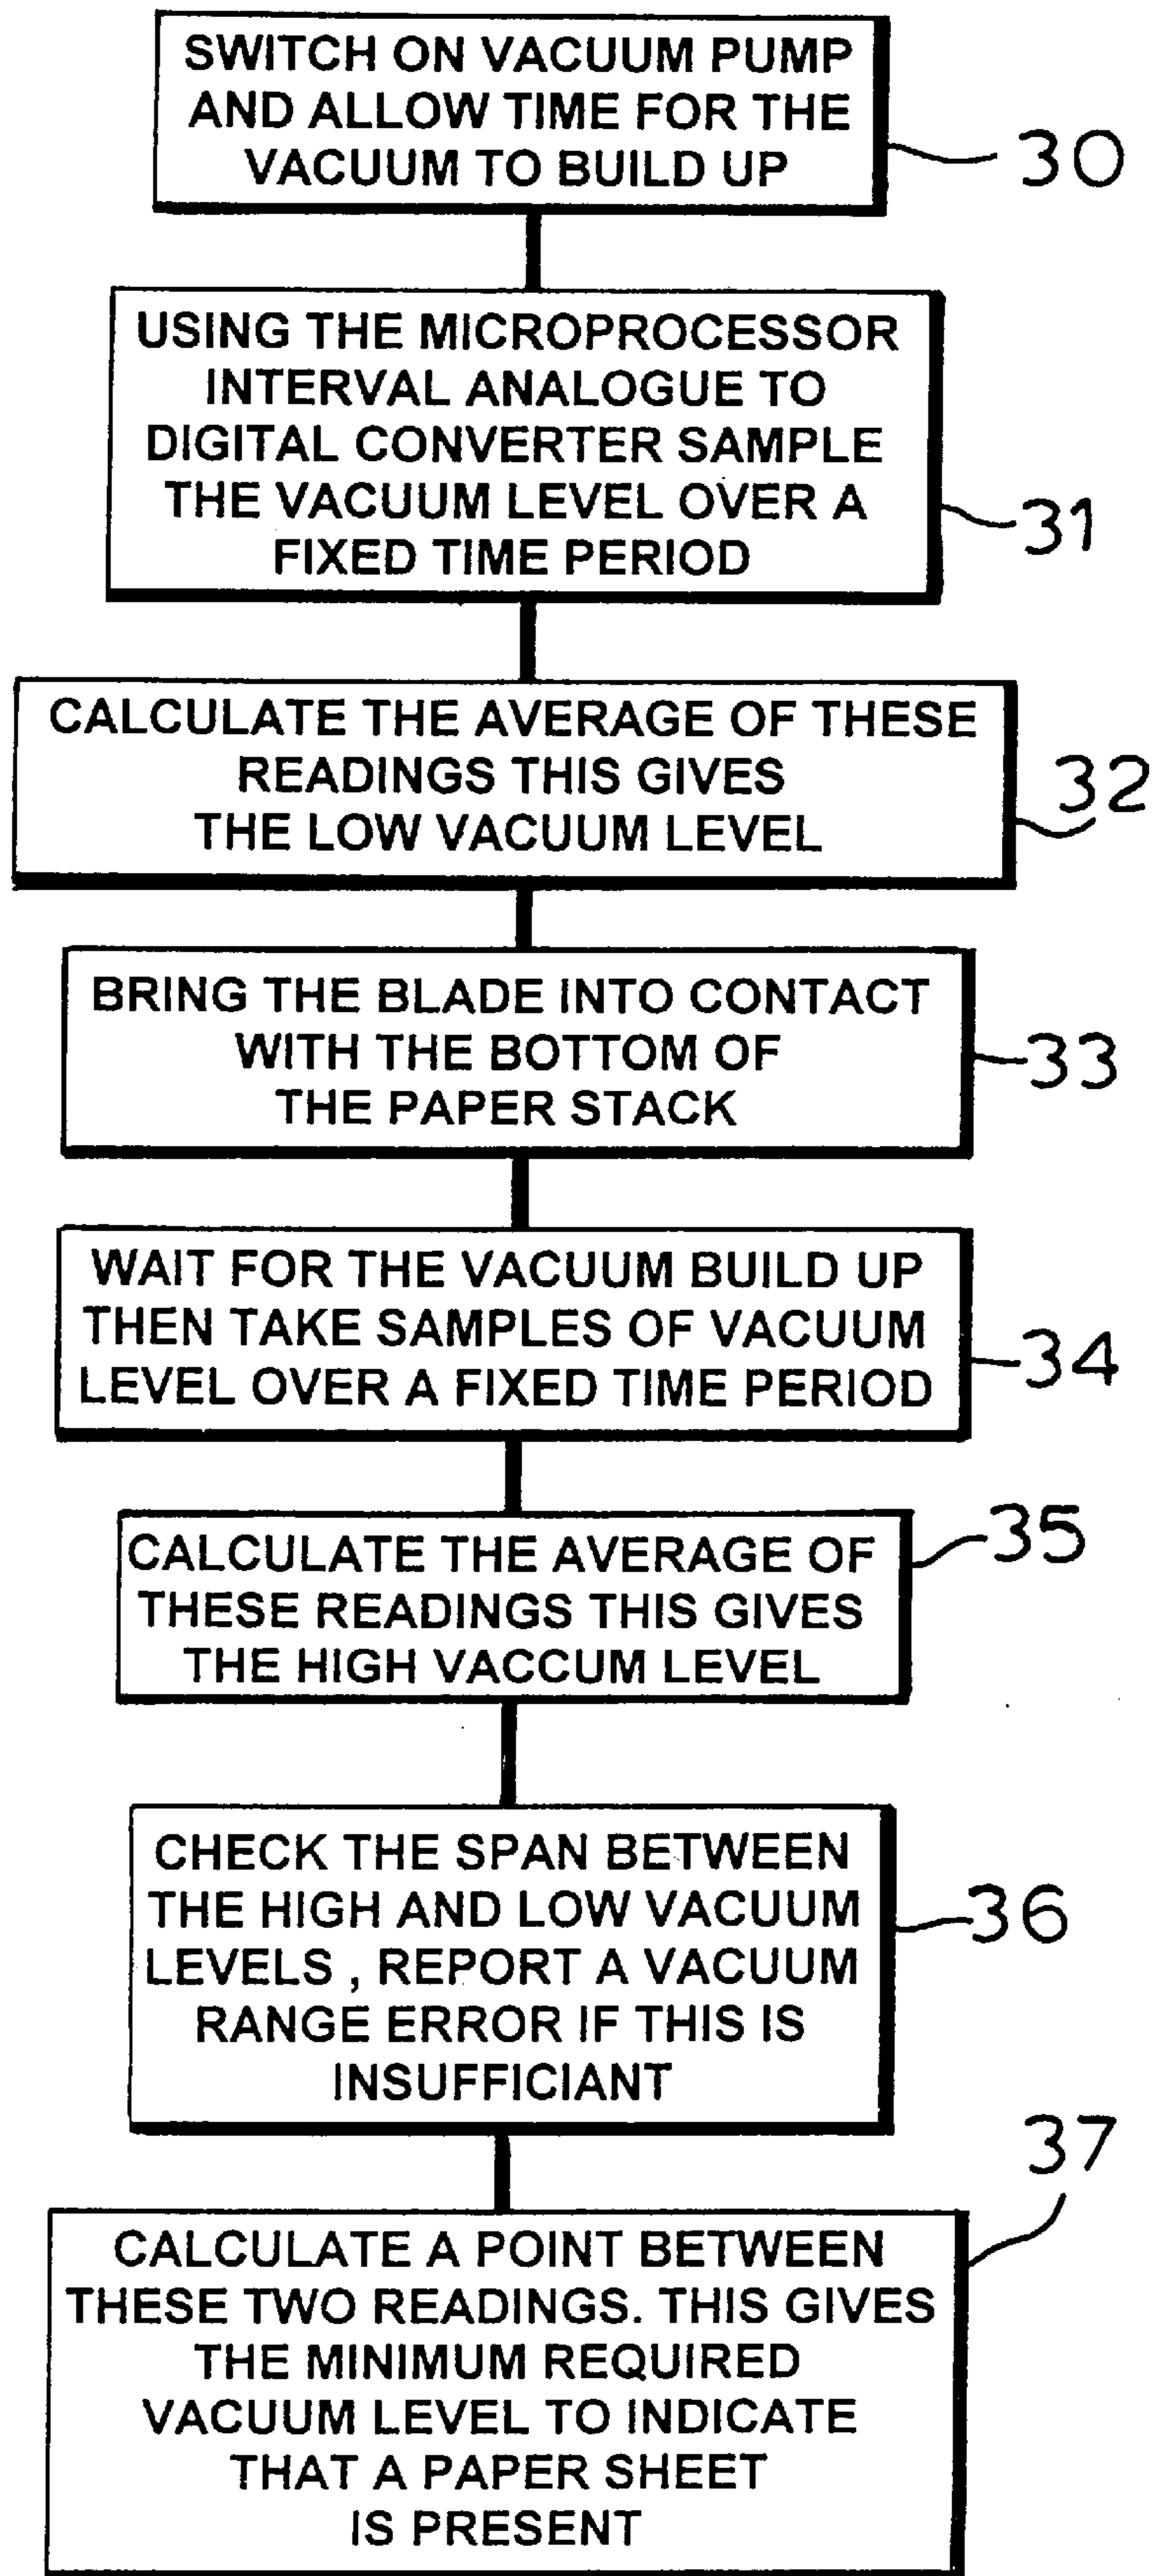 SWITCH ON VACUUM PUMP
AND ALLOW TIME FOR THE
VACUUM TO BUILD UP
30
USING THE MICROPROCESSOR
INTERVAL ANALOGUE TO
DIGITAL CONVERTER SAMPLE
THE VACUUM LEVEL OVER A
FIXED TIME PERIOD
31
CALCULATE THE AVERAGE OF THESE
READINGS THIS GIVES
THE LOW VACUUM LEVEL
32
BRING THE BLADE INTO CONTACT
WITH THE BOTTOM OF
THE PAPER STACK
33
WAIT FOR THE VACUUM BUILD UP
THEN TAKE SAMPLES OF VACUUM
LEVEL OVER A FIXED TIME PERIOD
34
CALCULATE THE AVERAGE OF
THESE READINGS THIS GIVES
THE HIGH VACCUM LEVEL
35
CHECK THE SPAN BETWEEN
THE HIGH AND LOW VACUUM
LEVELS , REPORT A VACUUM
RANGE ERROR IF THIS IS
INSUFFICIANT
36
CALCULATE A POINT BETWEEN
THESE TWO READINGS. THIS GIVES
THE MINIMUM REQUIRED
VACUUM LEVEL TO INDICATE
THAT A PAPER SHEET
IS PRESENT
37